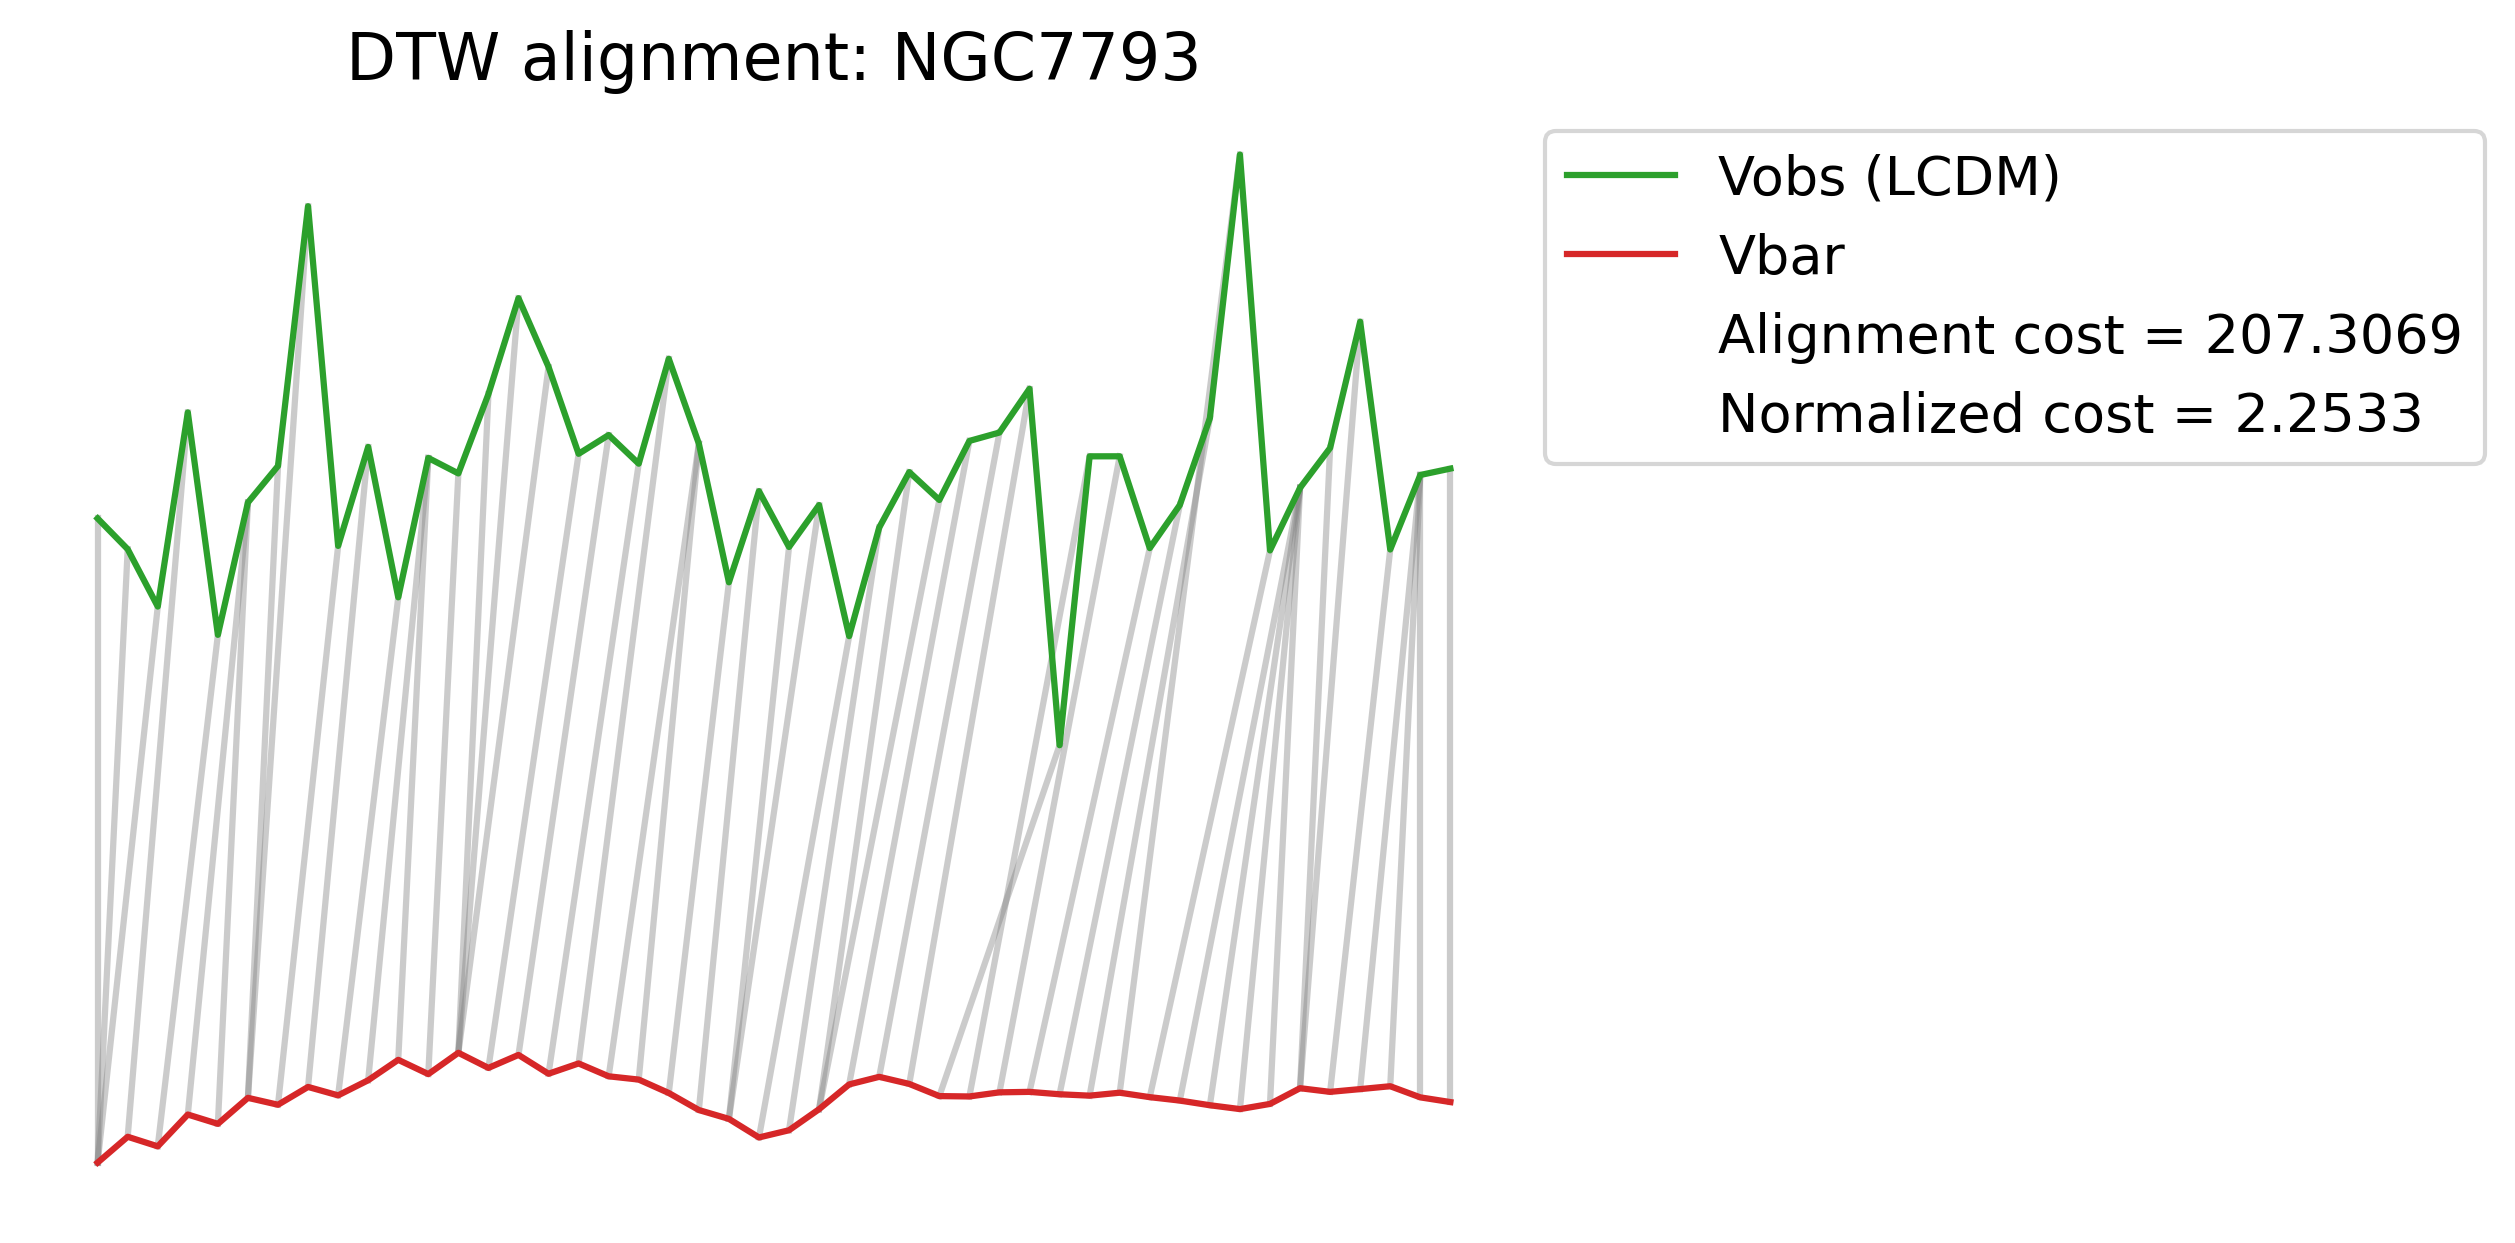 DTW alignment: NGC7793
Vobs (LCDM)
Vbar
Alignment cost = 207.3069
Normalized cost = 2.2533